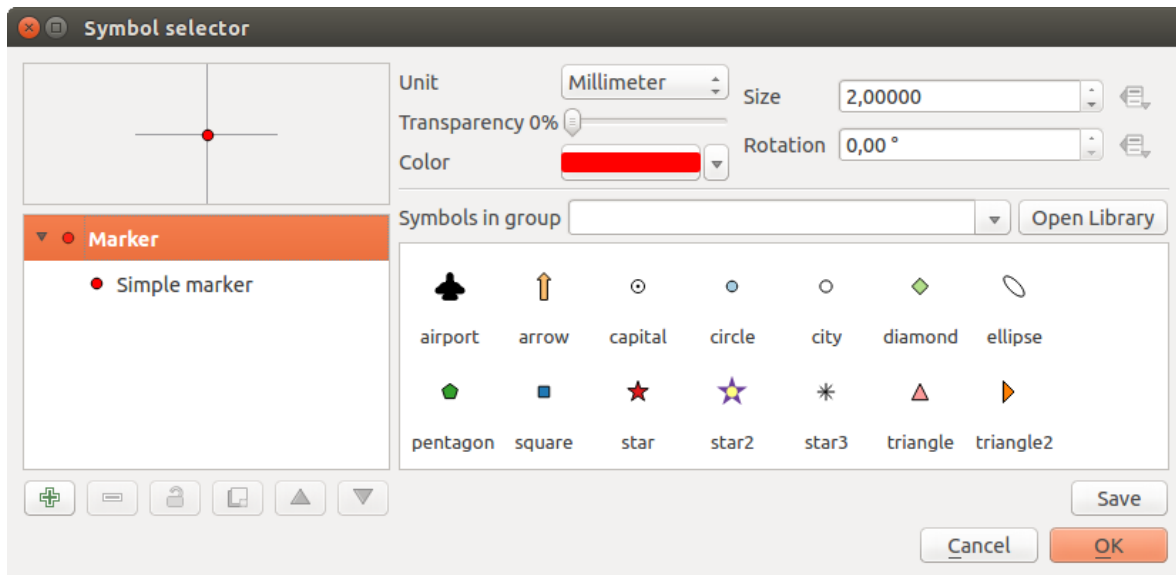 Symbol selector
Unit
Millimeter
Size
2,00000
Transparency 0%
Rotation
0,00 °
Color
Symbols in group
Open Library
Marker
Simple marker
airport
arrow
capital
circle
city
diamond
ellipse
pentagon
square
star
star2
star3
triangle
triangle2
Save
Cancel
OK